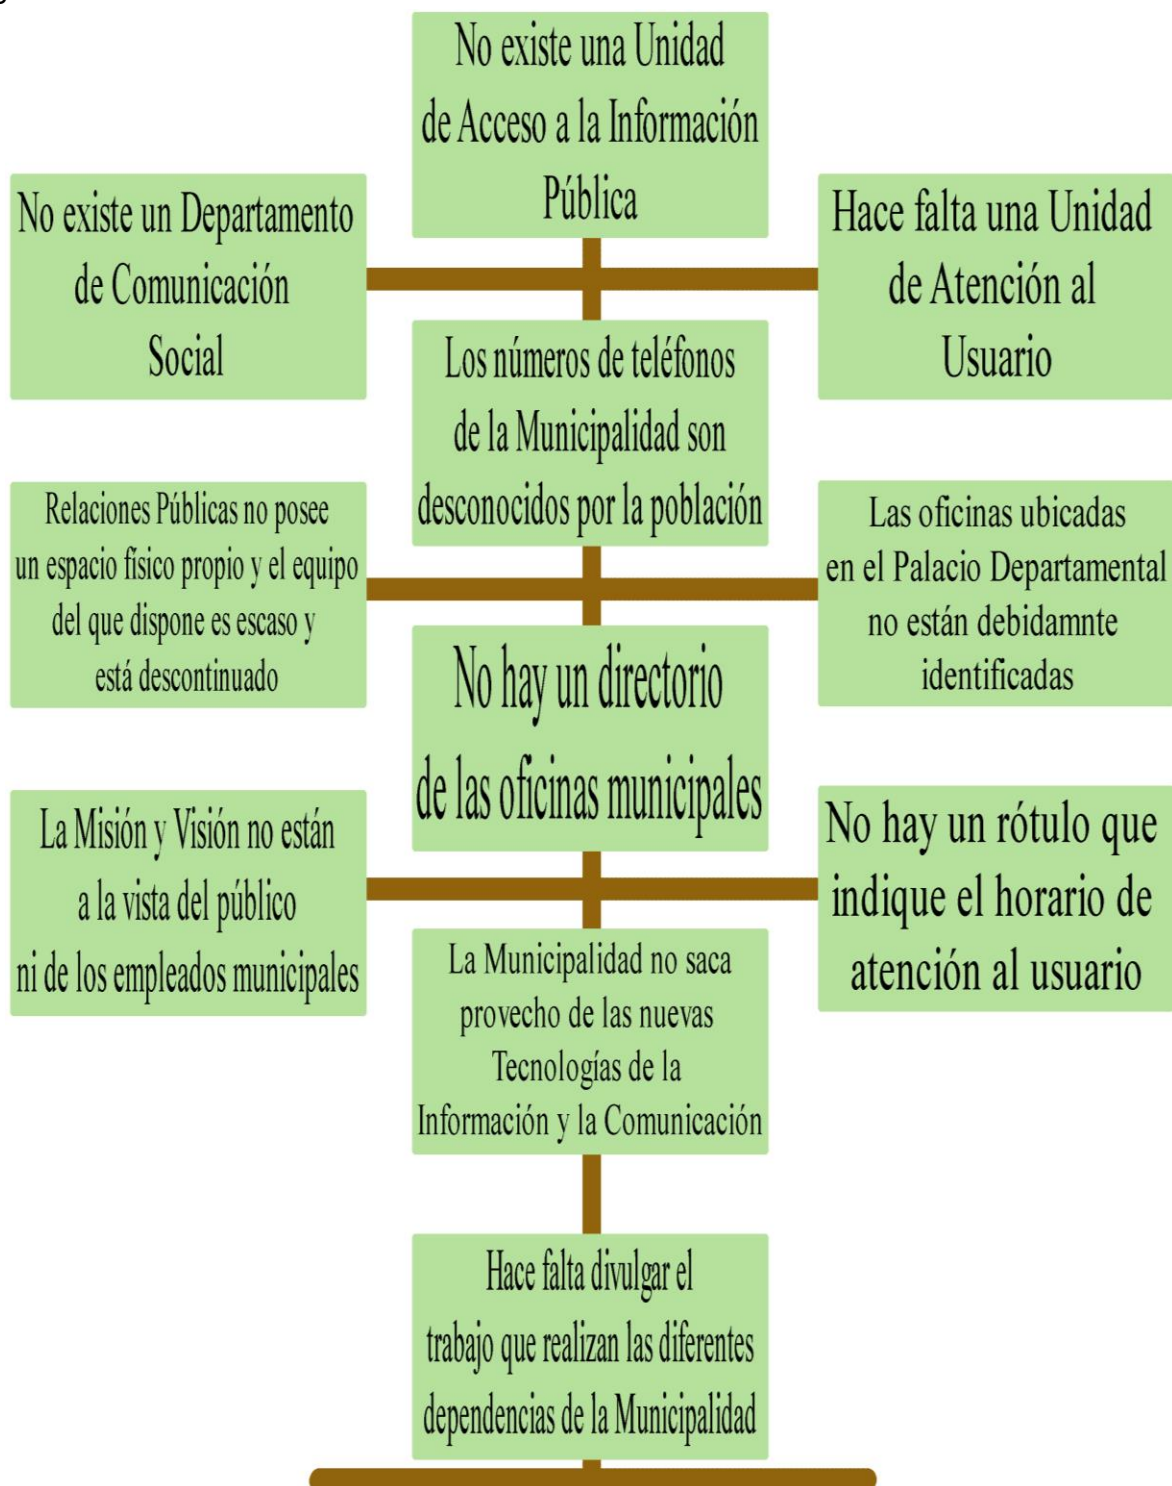 No existe una Unidad
de Acceso a la Información
Pública
No existe un Departamento
de Comunicación
Social
Hace falta una Unidad
de Atención al
Usuario
Los números de teléfonos
de la Municipalidad son
desconocidos por la población
Relaciones Públicas no posee
un espacio físico propio y el equipo
del que dispone es escaso y
está descontinuado
Las oficinas ubicadas
en el Palacio Departamental
no están debidamnte
identificadas
No hay un directorio
de las oficinas municipales
La Misión y Visión no están
a la vista del público
ni de los empleados municipales
No hay un rótulo que
indique el horario de
atención al usuario
La Municipalidad no saca
provecho de las nuevas
Tecnologías de la
Información y la Comunicación
Hace falta divulgar el
trabajo que realizan las diferentes
dependencias de la Municipalidad